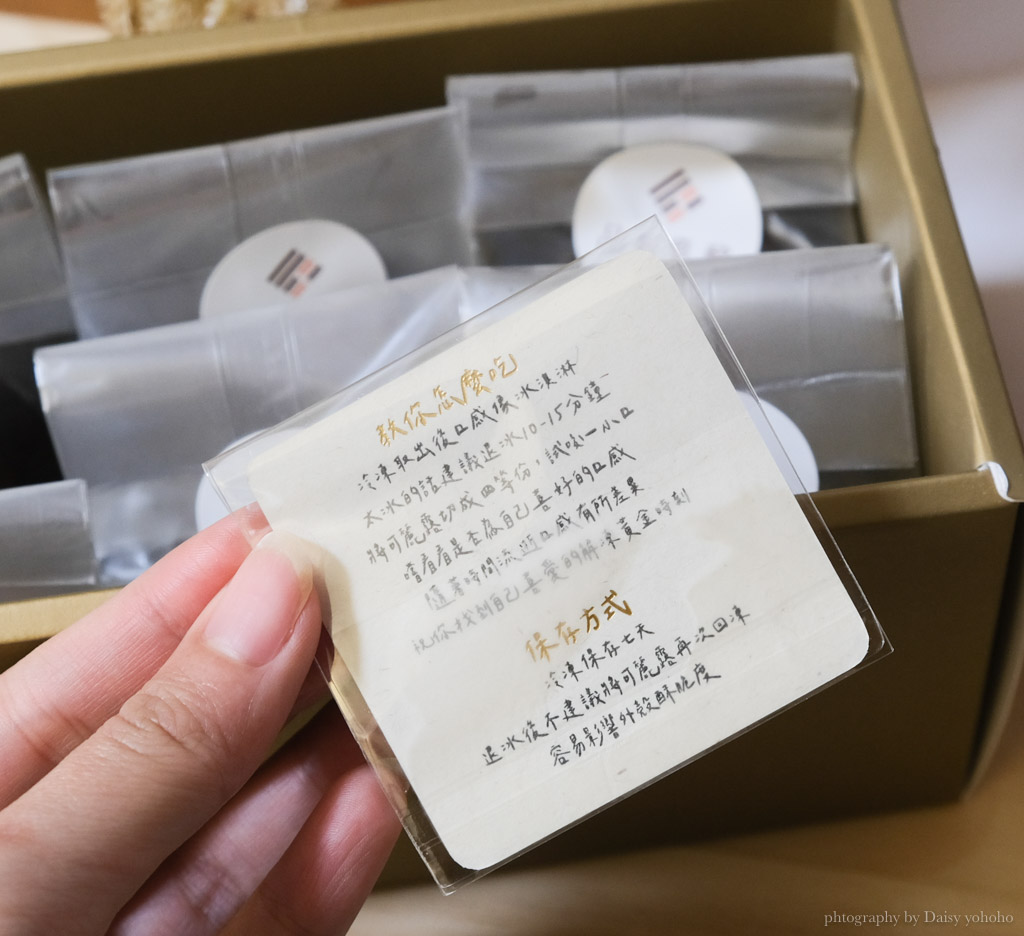 教你怎麼吃
冷凍取出後口感像冰淇淋
太冰的話建議退冰10-15分鐘
將可麗露切成四等份，試吃一小口
嚐看看是否為自己喜好的口感
隨著時間流逝口感有所差異
祝你找到自己喜愛的解凍黃金時刻
保存方式
冷凍保存七天
退冰後不建議將可麗露再次回凍
容易影響外殼酥脆度
phtography by Daisy yohoho